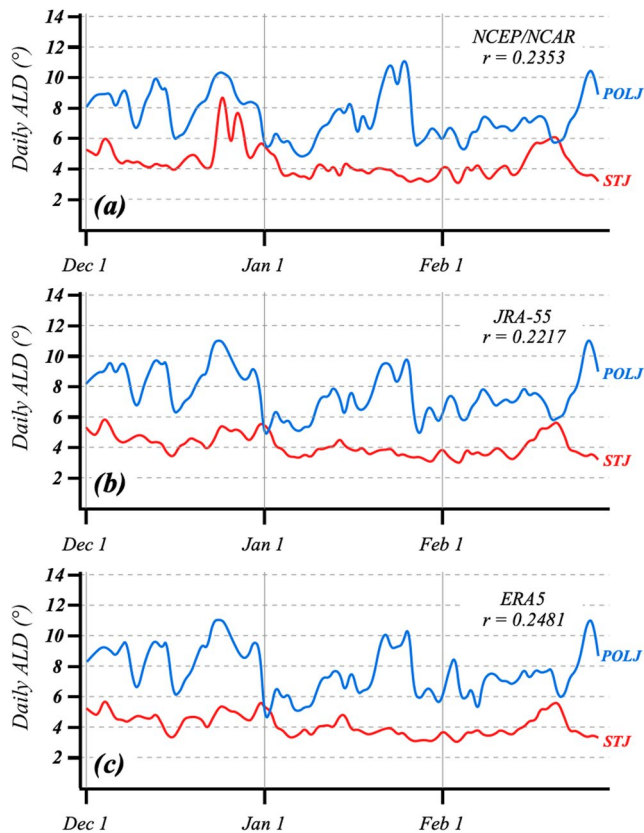 14
NCEP/NCAR
r = 0.2353
12
10
POLJ
8
6
4
STJ
2
Daily ALD (°)
(a)
Dec 1 Jan 1 Feb 1
14
JRA-55
r = 0.2217
12
10
POLJ
8
6
4
STJ
2
Daily ALD (°)
(b)
Dec 1 Jan 1 Feb 1
14
ERA5
r = 0.2481
12
10
POLJ
8
6
4
STJ
2
Daily ALD (°)
(c)
Dec 1 Jan 1 Feb 1